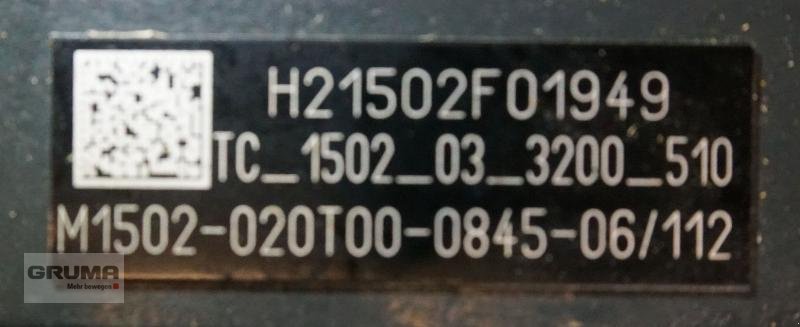 H21502F01949
TC_1502_03_3200_510
M1502-020T00-0845-06/112
GRUMA
Mehr bewegen